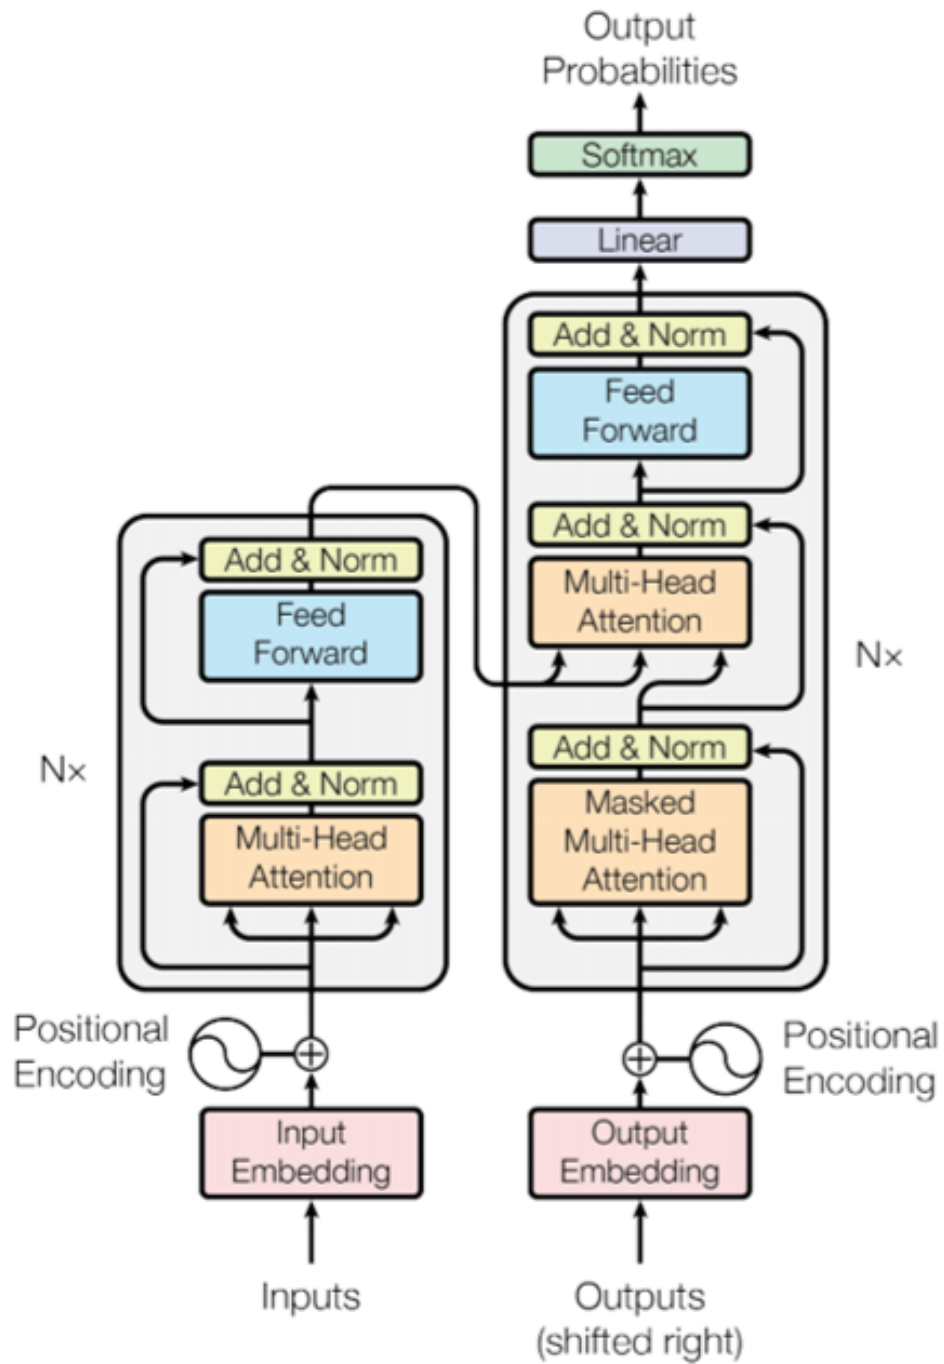 Output
Probabilities
Softmax
Linear
Add & Norm
Feed
Forward
Add & Norm
Multi-Head
Attention
Add & Norm
Masked
Multi-Head
Attention
N×
Add & Norm
Feed
Forward
Add & Norm
Multi-Head
Attention
N×
Positional
Encoding
Positional
Encoding
Input
Embedding
Output
Embedding
Inputs
Outputs
(shifted right)